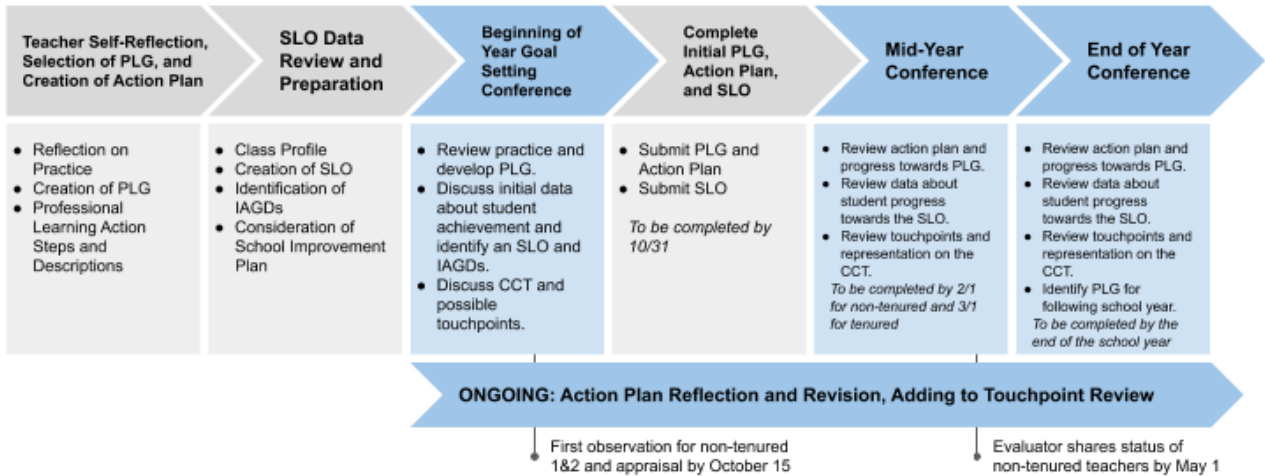 Teacher Self-Reflection,
Selection of PLG, and
Creation of Action Plan
SLO Data
Review and
Preparation
Beginning of
Year Goal
Setting
Conference
Complete
Initial PLG,
Action Plan,
and SLO
Mid-Year
Conference
End of Year
Conference
● Reflection on
Practice
● Creation of PLG
● Professional
Learning Action
Steps and
Descriptions
● Class Profile
● Creation of SLO
● Identification of
IAGDs
● Consideration of
School Improvement
Plan
● Review practice and
develop PLG.
● Discuss initial data
about student
achievement and
identify an SLO and
IAGDs.
● Discuss CCT and
possible
touchpoints.
● Submit PLG and
Action Plan
● Submit SLO
To be completed by
10/31
● Review action plan and
progress towards PLG.
● Review data about
student progress
towards the SLO.
● Review touchpoints and
representation on the
CCT.
To be completed by 2/1
for non-tenured and 3/1
for tenured
● Review action plan and
progress towards PLG.
● Review data about
student progress
towards the SLO.
● Review touchpoints and
representation on the
CCT.
● Identify PLG for
following school year.
To be completed by the
end of the school year
ONGOING: Action Plan Reflection and Revision, Adding to Touchpoint Review
First observation for non-tenured
1&2 and appraisal by October 15
Evaluator shares status of
non-tenured teachers by May 1